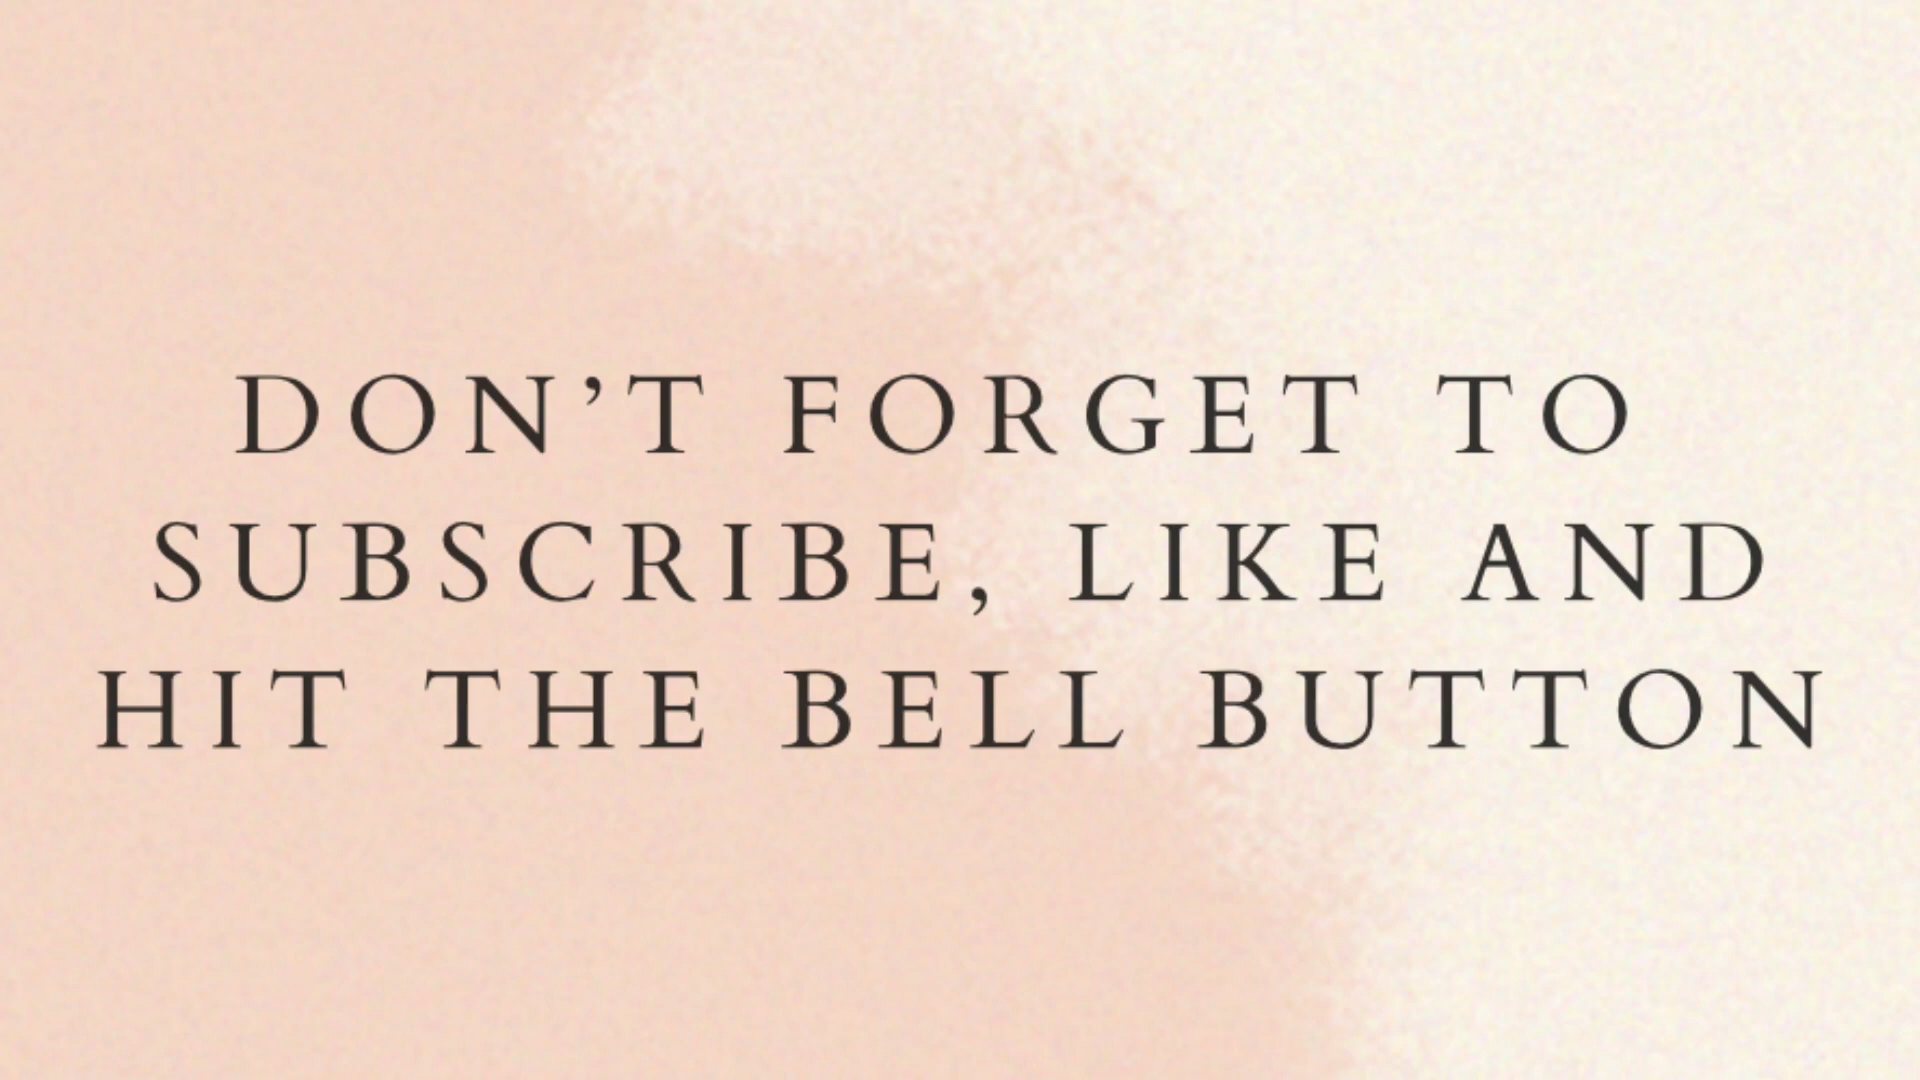 DON’T FORGET TO
SUBSCRIBE, LIKE AND
HIT THE BELL BUTTON